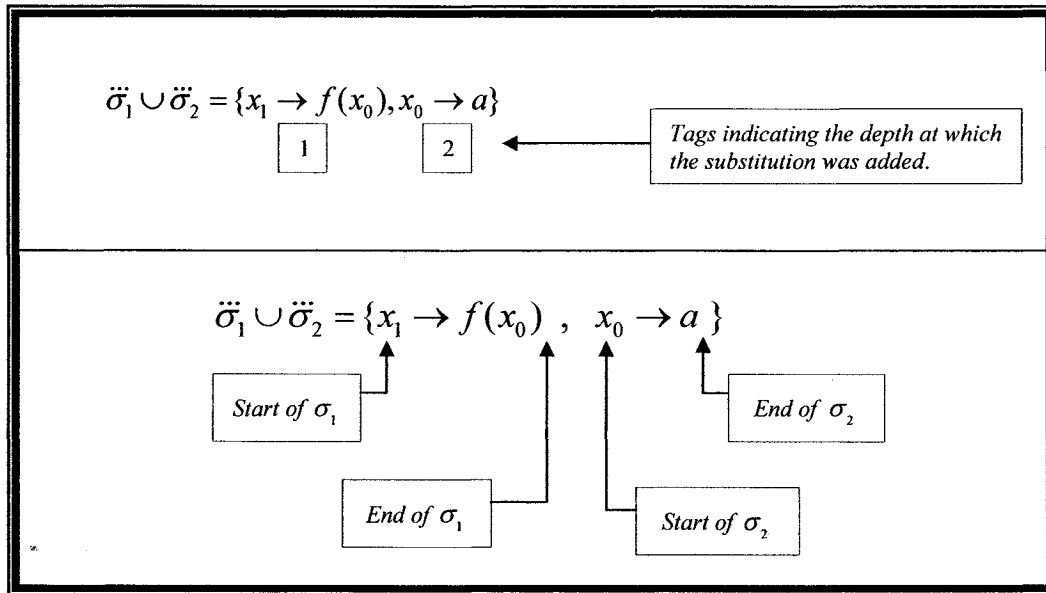 σ⃛₁ ∪ σ⃛₂ = {x₁ → f(x₀), x₀ → a}
1 2
Tags indicating the depth at which
the substitution was added.
σ⃛₁ ∪ σ⃛₂ = {x₁ → f(x₀) , x₀ → a }
Start of σ₁
End of σ₂
End of σ₁
Start of σ₂